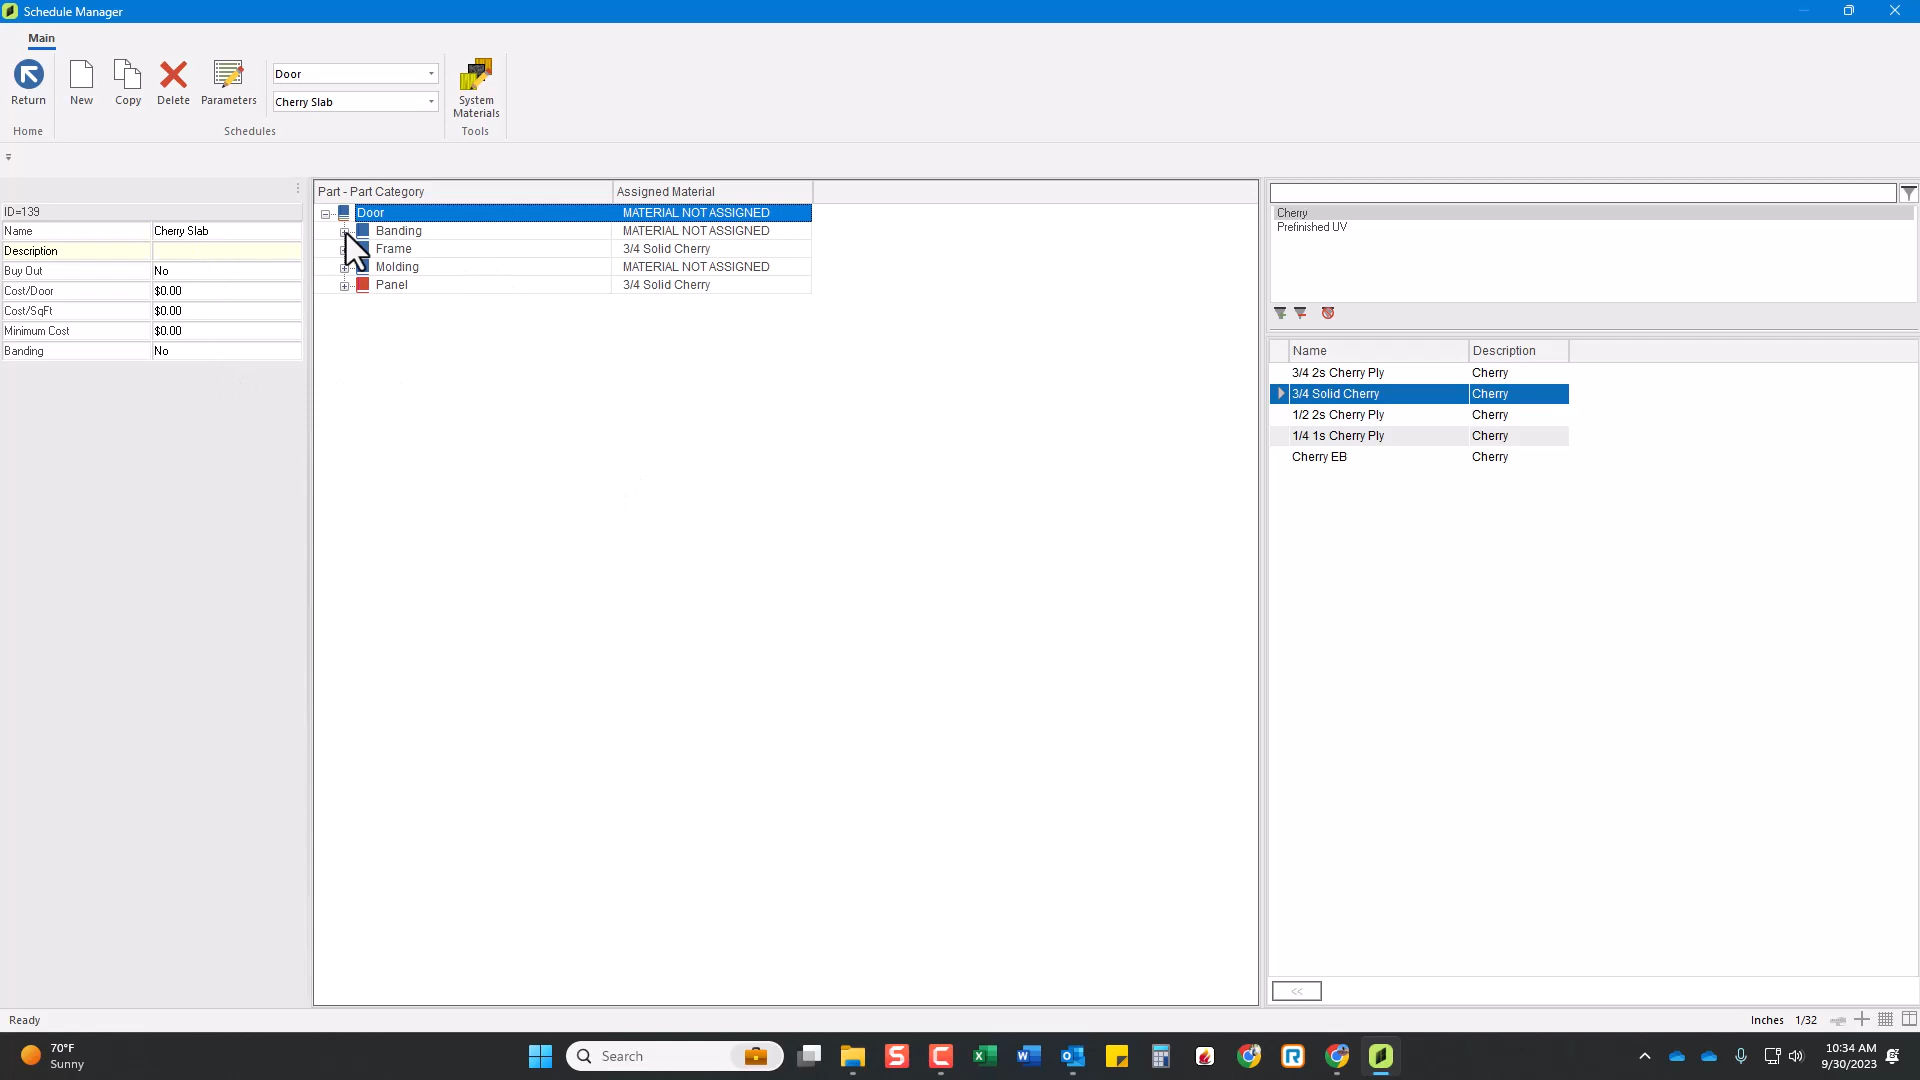 Schedule Manager
Main
Return
New
Copy
Delete
Parameters
Door
Cherry Slab
System
Materials
Home
Schedules
Tools
ID=139
Name Cherry Slab
Description
Buy Out No
Cost/Door $0.00
Cost/SqFt $0.00
Minimum Cost $0.00
Banding No
Part - Part Category Assigned Material
Door MATERIAL NOT ASSIGNED
Banding MATERIAL NOT ASSIGNED
Frame 3/4 Solid Cherry
Molding MATERIAL NOT ASSIGNED
Panel 3/4 Solid Cherry
Cherry
Prefinished UV
Name Description
3/4 2s Cherry Ply Cherry
3/4 Solid Cherry Cherry
1/2 2s Cherry Ply Cherry
1/4 1s Cherry Ply Cherry
Cherry EB Cherry
<<
Ready
Inches 1/32
70°F
Sunny
Search
10:34 AM
9/30/2023